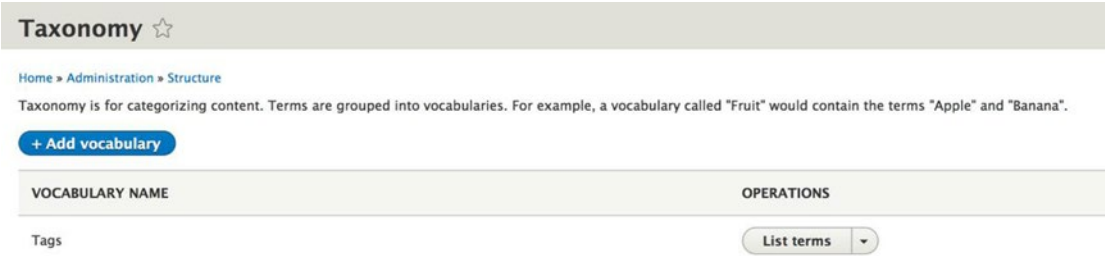 Taxonomy
Home » Administration » Structure
Taxonomy is for categorizing content. Terms are grouped into vocabularies. For example, a vocabulary called "Fruit" would contain the terms "Apple" and "Banana".
+ Add vocabulary
VOCABULARY NAME OPERATIONS
Tags List terms